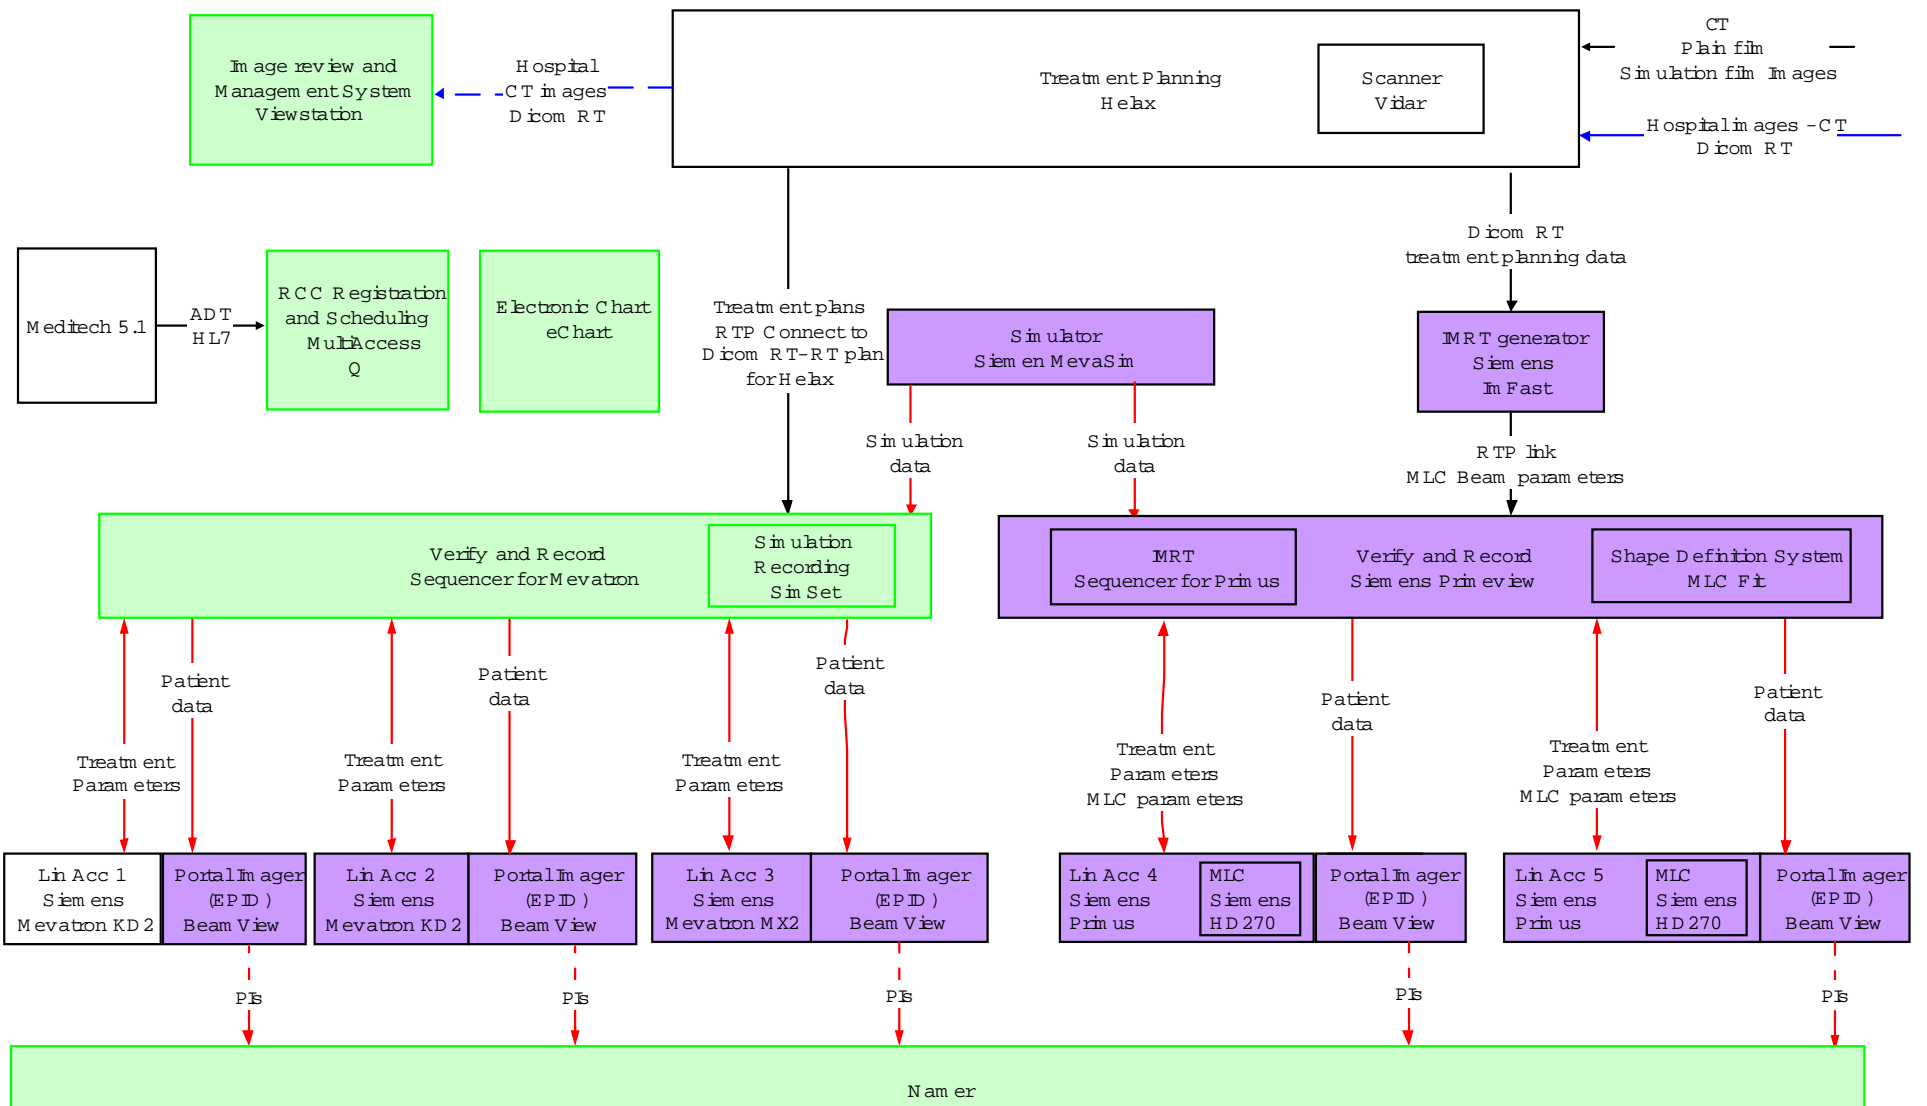 Image review and
Management System
Viewstation
Hospital
CT images
Dicom RT
Treatment Planning
Helax
Scanner
Vidar
CT
Plain film
Simulation film Images
Hospital images - CT
Dicom RT
Meditech 5.1
ADT
HL7
RCC Registration
and Scheduling
MultiAccess
Q
Electronic Chart
eChart
Treatment plans
RTP Connect to
Dicom RT-RT plan
for Helax
Simulator
Siemen MevaSim
Dicom RT
treatment planning data
IMRT generator
Siemens
ImFast
Simulation
data
Simulation
data
RTP link
MLC Beam parameters
Verify and Record
Sequencer for Mevatron
Simulation
Recording
SimSet
IMRT
Sequencer for Primus
Verify and Record
Siemens Primeview
Shape Definition System
MLC Fit
Patient
data
Patient
data
Patient
data
Patient
data
Patient
data
Treatment
Parameters
Treatment
Parameters
Treatment
Parameters
Treatment
Parameters
MLC parameters
Treatment
Parameters
MLC parameters
Lin Acc 1
Siemens
Mevatron KD2
Portal Imager
(EPID)
Beam View
Lin Acc 2
Siemens
Mevatron KD2
Portal Imager
(EPID)
Beam View
Lin Acc 3
Siemens
Mevatron MX2
Portal Imager
(EPID)
Beam View
Lin Acc 4
Siemens
Primus
MLC
Siemens
HD270
Portal Imager
(EPID)
Beam View
Lin Acc 5
Siemens
Primus
MLC
Siemens
HD270
Portal Imager
(EPID)
Beam View
PIs
PIs
PIs
PIs
PIs
Namer